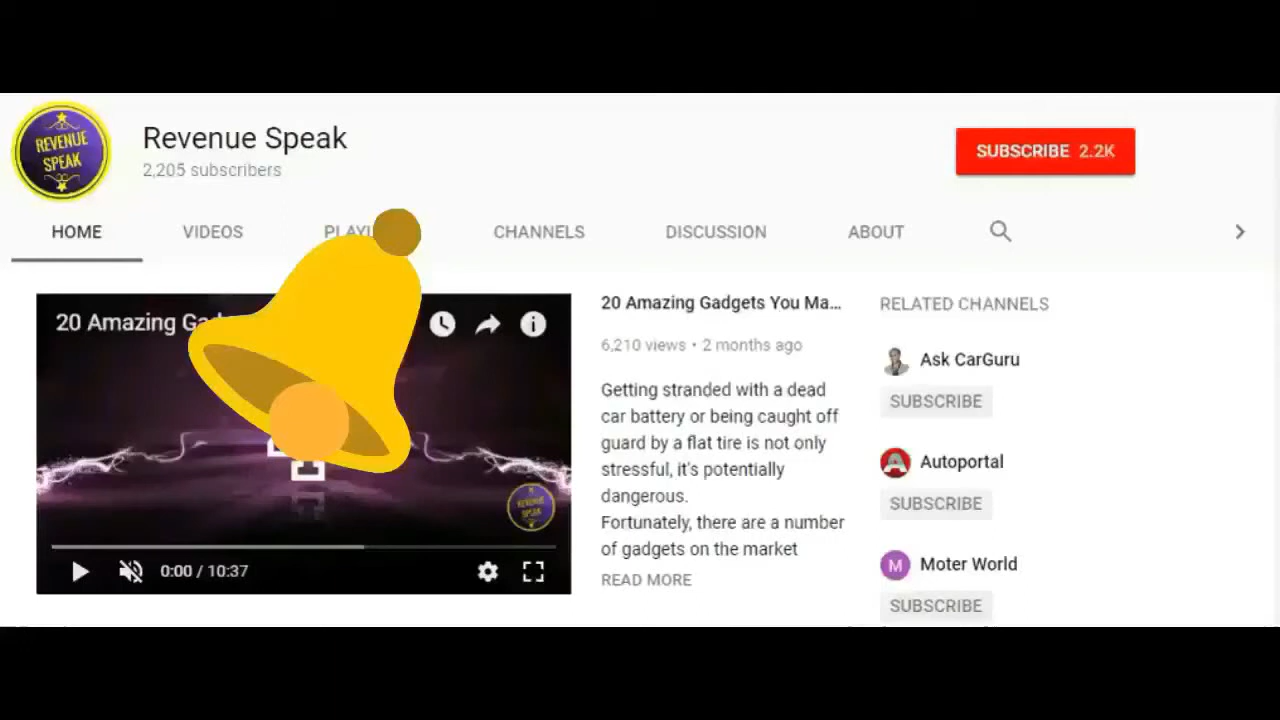 REVENUE
SPEAK
Revenue Speak
2,205 subscribers
SUBSCRIBE 2.2K
HOME
VIDEOS
CHANNELS
DISCUSSION
ABOUT
20 Amazing
20 Amazing Gadgets You Ma...
6,210 views • 2 months ago
Getting stranded with a dead
car battery or being caught off
guard by a flat tire is not only
stressful, it's potentially
dangerous.
Fortunately, there are a number
of gadgets on the market
READ MORE
REVENUE
SPEAK
0:00 / 10:37
RELATED CHANNELS
Ask CarGuru
SUBSCRIBE
Autoportal
SUBSCRIBE
M
Moter World
SUBSCRIBE